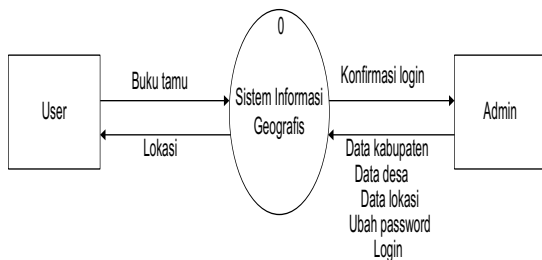 0
User
Buku tamu
Lokasi
Sistem Informasi
Geografis
Konfirmasi login
Data kabupaten
Data desa
Data lokasi
Ubah password
Login
Admin